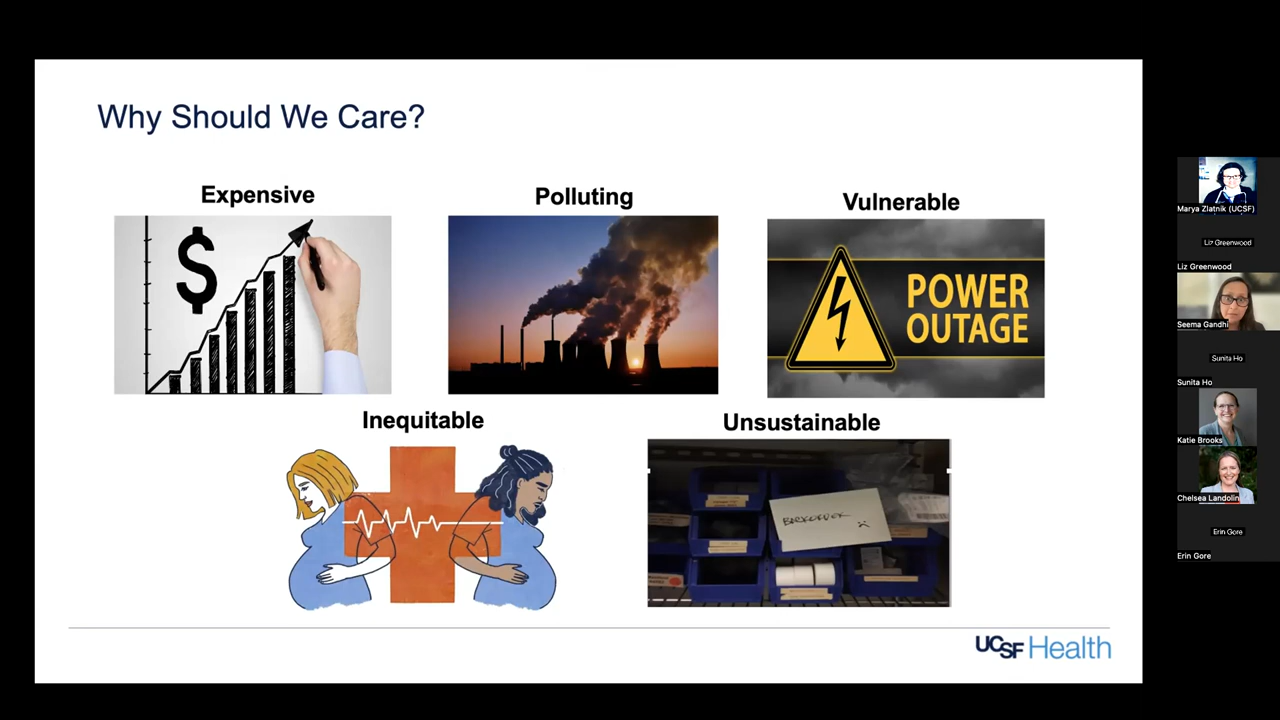 Why Should We Care?
Expensive
Polluting
Vulnerable
$
POWER
OUTAGE
Inequitable
Unsustainable
BACKORDER :(
UCSF Health
Marya Zlatnik (UCSF)
Liz Greenwood
Liz Greenwood
Seema Gandhi
Sunita Ho
Sunita Ho
Katie Brooks
Chelsea Landolin
Erin Gore
Erin Gore